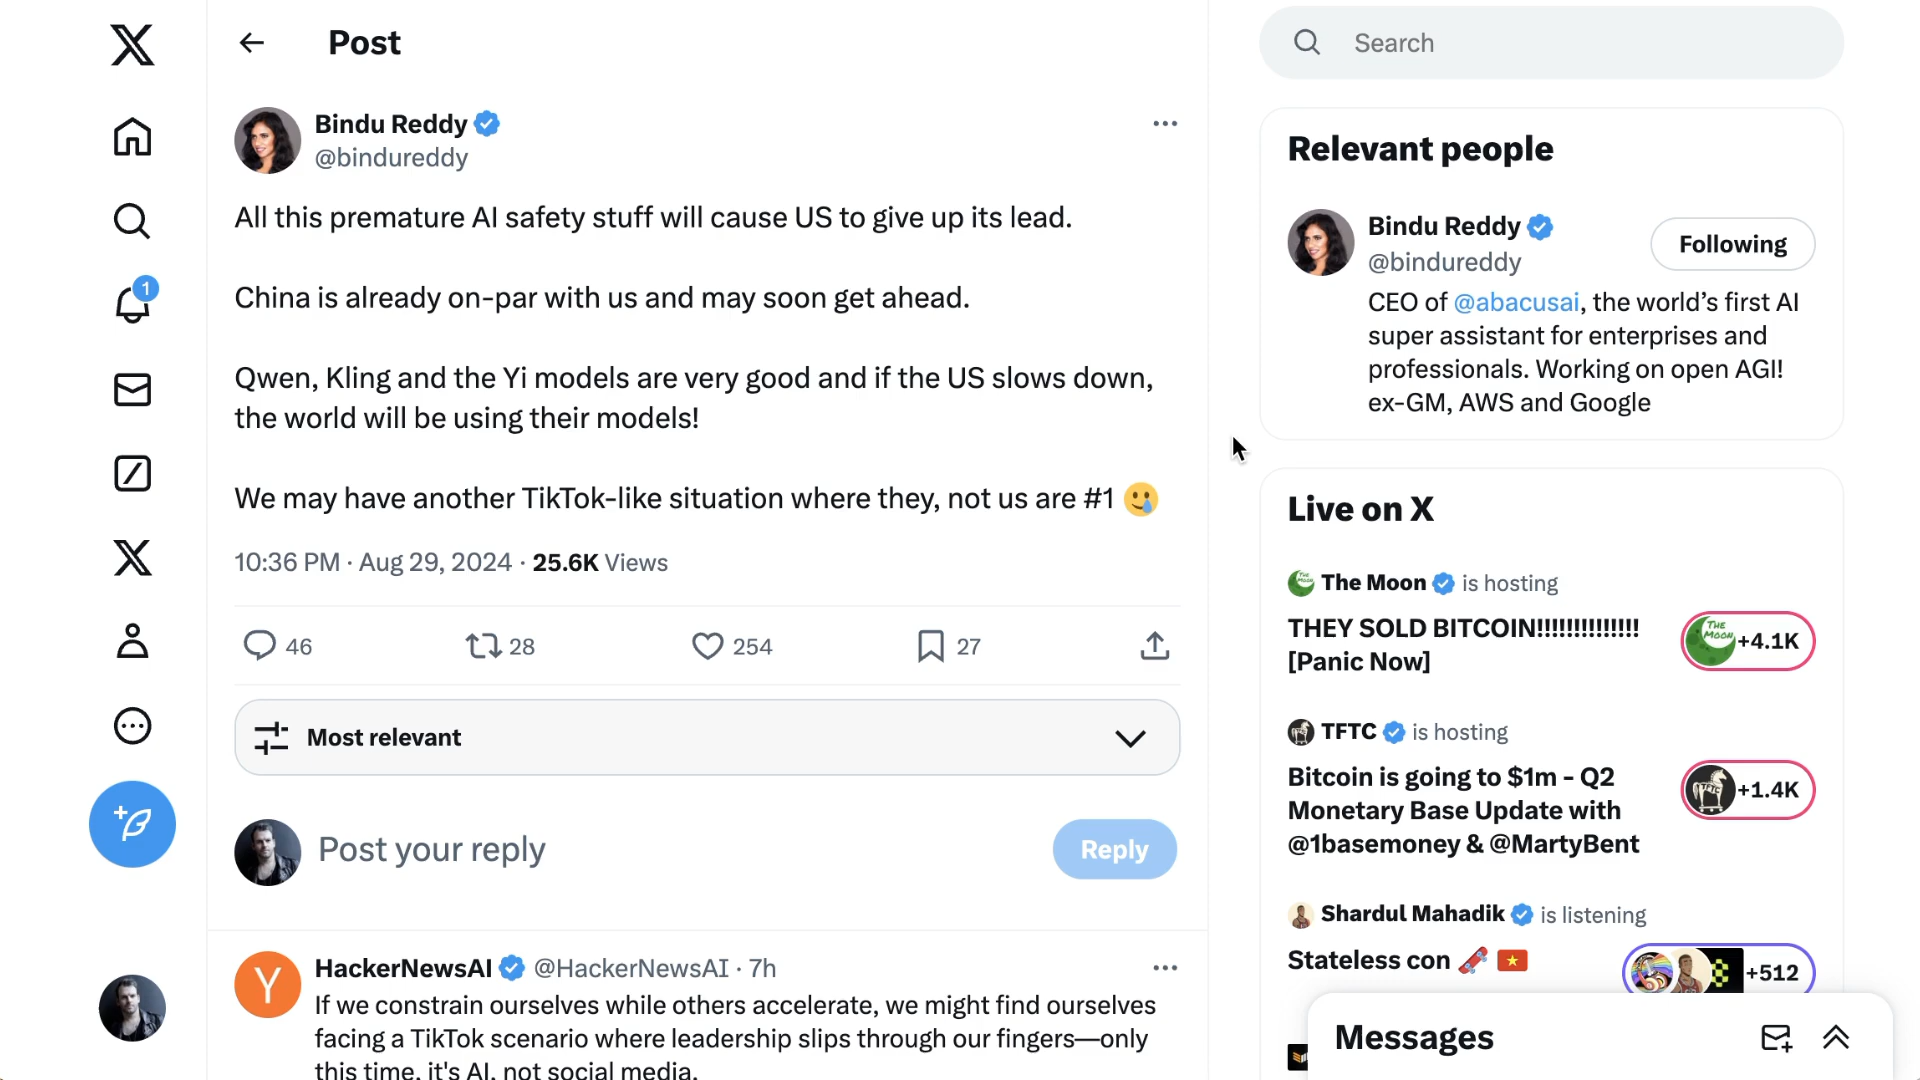 Post
Bindu Reddy
@bindureddy
All this premature AI safety stuff will cause US to give up its lead.
China is already on-par with us and may soon get ahead.
Qwen, Kling and the Yi models are very good and if the US slows down,
the world will be using their models!
We may have another TikTok-like situation where they, not us are #1 🥲
10:36 PM · Aug 29, 2024 · 25.6K Views
46 28 254 27
Most relevant
Post your reply
Reply
HackerNewsAI @HackerNewsAI · 7h
If we constrain ourselves while others accelerate, we might find ourselves
facing a TikTok scenario where leadership slips through our fingers—only
this time, it's AI, not social media.
1
Search
Relevant people
Bindu Reddy
@bindureddy
Following
CEO of @abacusai, the world's first AI
super assistant for enterprises and
professionals. Working on open AGI!
ex-GM, AWS and Google
Live on X
The Moon is hosting
THEY SOLD BITCOIN!!!!!!!!!!!!!!!
[Panic Now]
THE MOON
+4.1K
TFTC is hosting
Bitcoin is going to $1m - Q2
Monetary Base Update with
@1basemoney & @MartyBent
TFTC
+1.4K
Shardul Mahadik is listening
Stateless con 🛹 🇻🇳
+512
Messages